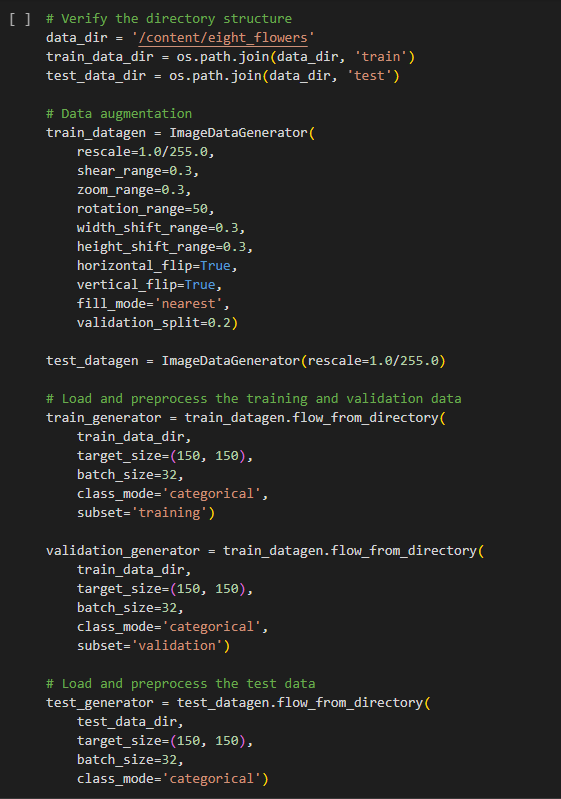 [ ] # Verify the directory structure
data_dir = '/content/eight_flowers'
train_data_dir = os.path.join(data_dir, 'train')
test_data_dir = os.path.join(data_dir, 'test')

# Data augmentation
train_datagen = ImageDataGenerator(
    rescale=1.0/255.0,
    shear_range=0.3,
    zoom_range=0.3,
    rotation_range=50,
    width_shift_range=0.3,
    height_shift_range=0.3,
    horizontal_flip=True,
    vertical_flip=True,
    fill_mode='nearest',
    validation_split=0.2)

test_datagen = ImageDataGenerator(rescale=1.0/255.0)

# Load and preprocess the training and validation data
train_generator = train_datagen.flow_from_directory(
    train_data_dir,
    target_size=(150, 150),
    batch_size=32,
    class_mode='categorical',
    subset='training')

validation_generator = train_datagen.flow_from_directory(
    train_data_dir,
    target_size=(150, 150),
    batch_size=32,
    class_mode='categorical',
    subset='validation')

# Load and preprocess the test data
test_generator = test_datagen.flow_from_directory(
    test_data_dir,
    target_size=(150, 150),
    batch_size=32,
    class_mode='categorical')